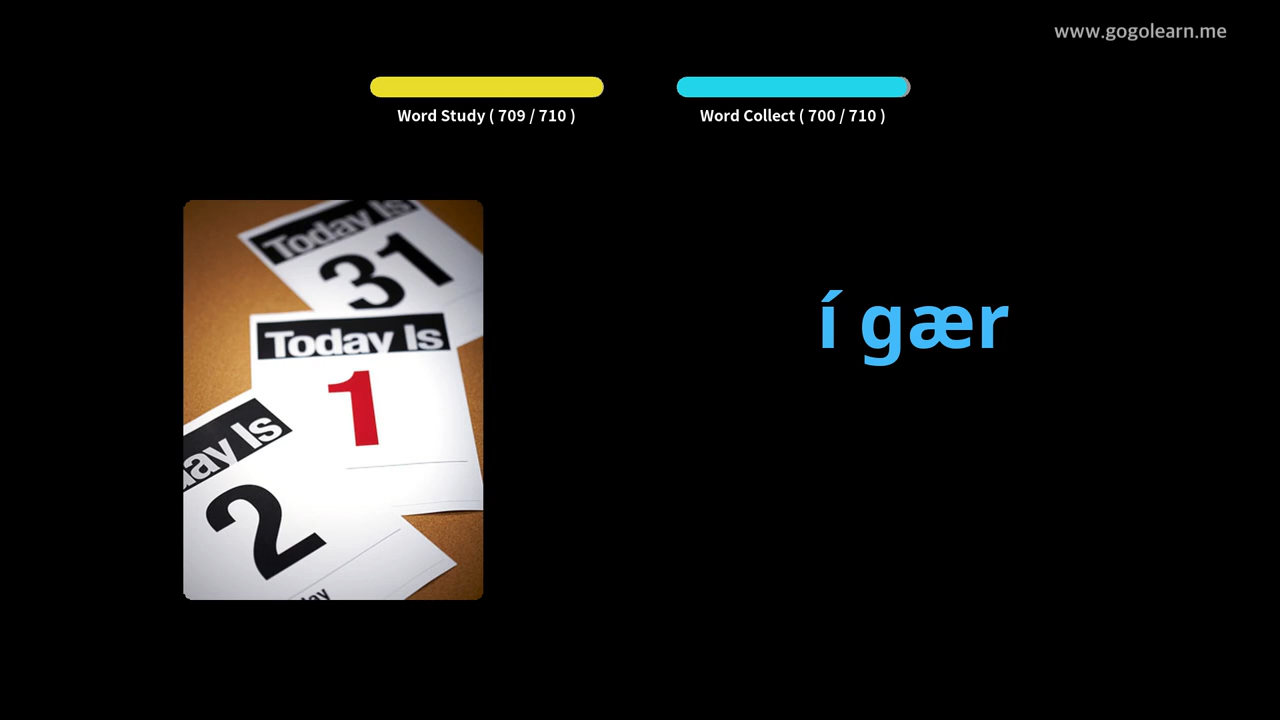 www.gogolearn.me
Word Study ( 709 / 710 )
Word Collect ( 700 / 710 )
Today Is
31
Today Is
1
ay Is
2
ay
í gær